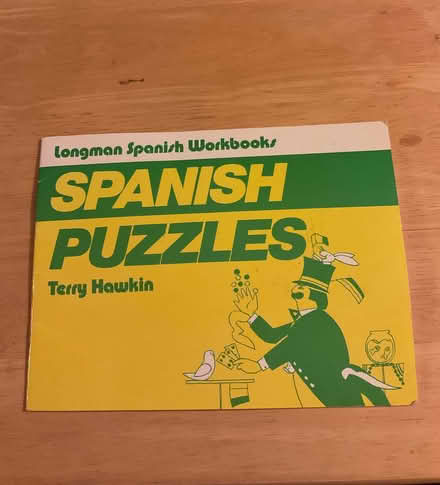 Longman Spanish Workbooks
SPANISH
PUZZLES
Terry Hawkin